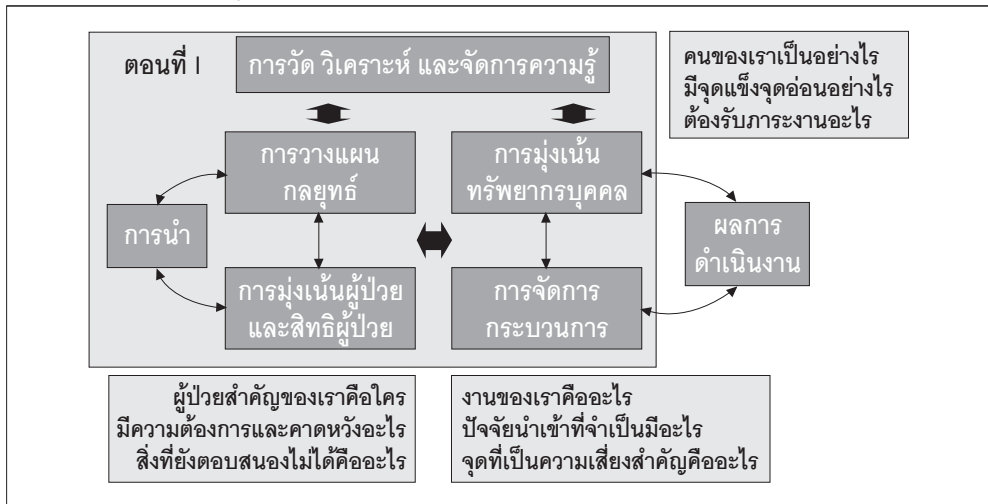 ตอนที่ I
การวัด วิเคราะห์ และจัดการความรู้
คนของเราเป็นอย่างไร
มีจุดแข็งจุดอ่อนอย่างไร
ต้องรับภาระงานอะไร
การวางแผน
กลยุทธ์
การมุ่งเน้น
ทรัพยากรบุคคล
การนำ
ผลการ
ดำเนินงาน
การมุ่งเน้นผู้ป่วย
และสิทธิผู้ป่วย
การจัดการ
กระบวนการ
ผู้ป่วยสำคัญของเราคือใคร
มีความต้องการและคาดหวังอะไร
สิ่งที่ยังตอบสนองไม่ได้คืออะไร
งานของเราคืออะไร
ปัจจัยนำเข้าที่จำเป็นมีอะไร
จุดที่เป็นความเสี่ยงสำคัญคืออะไร